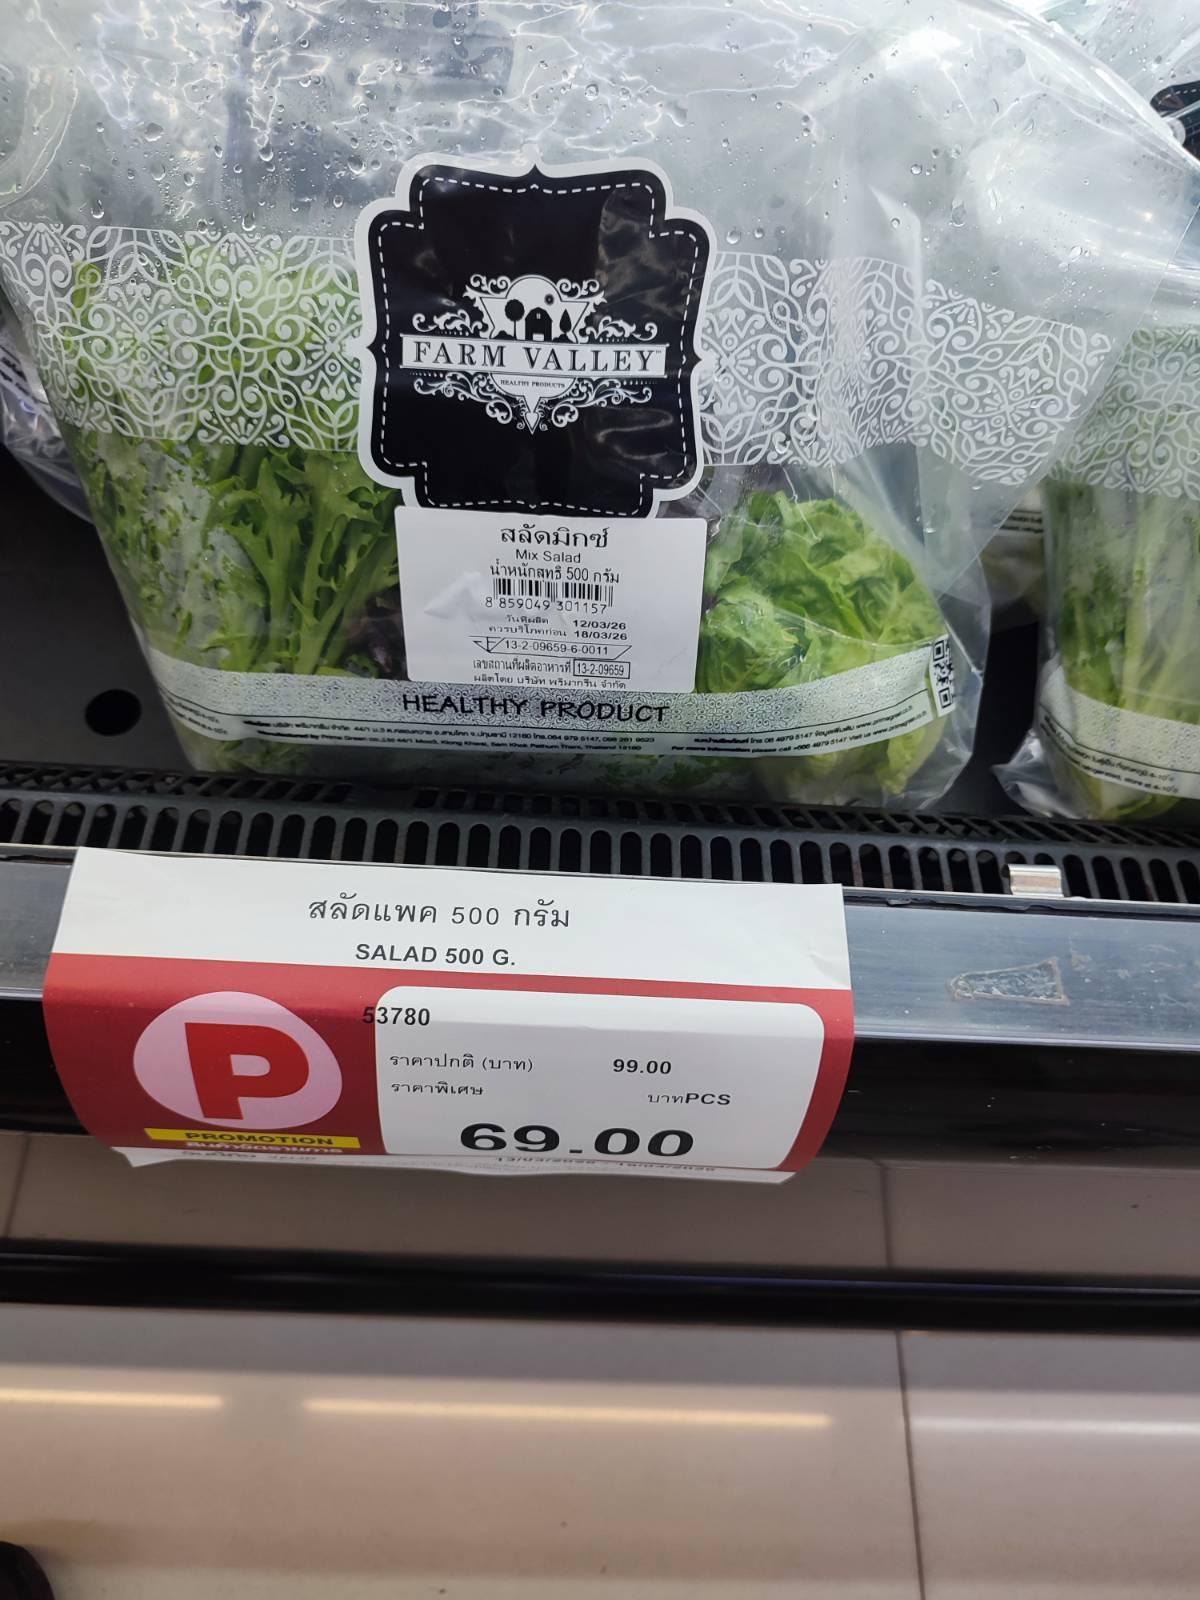 FARM VALLEY
HEALTHY PRODUCTS
สลัดมิกซ์
Mix Salad
น้ำหนักสุทธิ 500 กรัม
8 859049 301157
วันที่ผลิต 12/03/26
ควรบริโภคก่อน 18/03/26
13-2-09659-6-0011
เลขสถานที่ผลิตอาหารที่ 13-2-09659
ผลิตโดย บริษัท พรีมากรีน จำกัด
HEALTHY PRODUCT
สลัดแพค 500 กรัม
SALAD 500 G.
53780
ราคาปกติ (บาท) 99.00
ราคาพิเศษ บาทPCS
P
69.00
PROMOTION